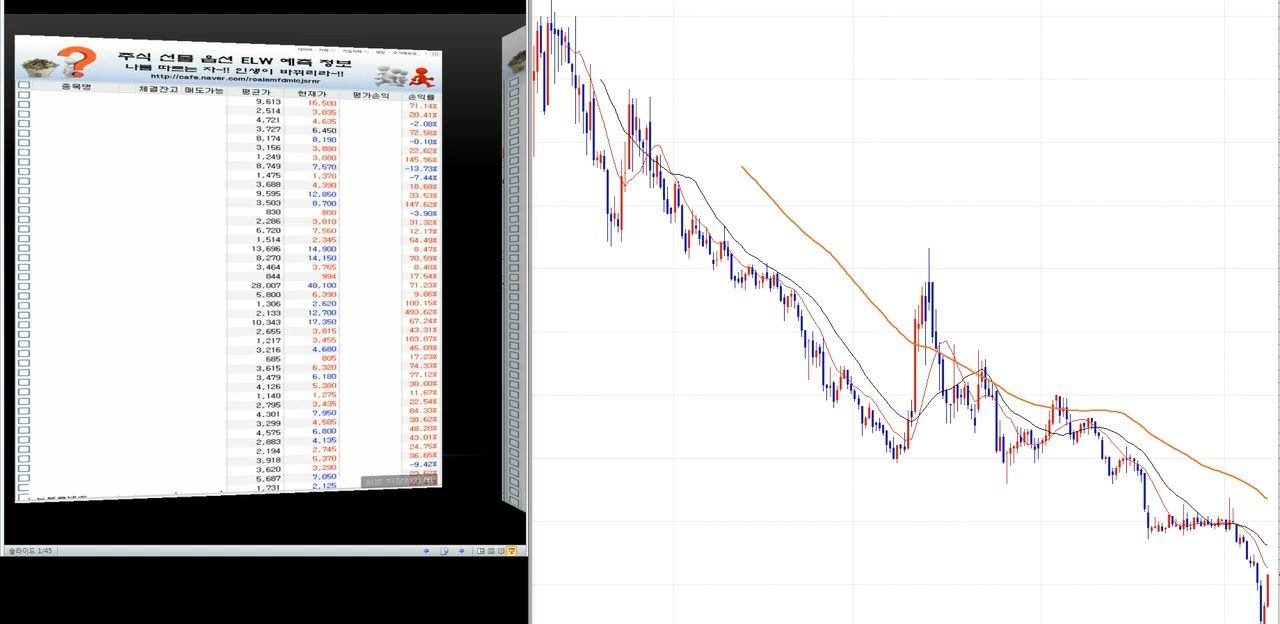 주식 선물 옵션 ELW 예측 정보
나를 따르는 자~!! 인생이 바꿔리라~!!
http://cafe.naver.com/roalemfdmlejsrnr
종목명 체결잔고 매도가능 평균가 현재가 평가손익 손익률
9,613 16,500 71.14%
2,514 3,035 20.41%
4,721 4,635 -2.08%
3,727 6,450 72.58%
8,174 8,190 -0.10%
3,156 3,880 22.62%
1,249 3,080 145.96%
8,749 7,570 -13.73%
1,475 1,370 -7.44%
3,688 4,390 18.68%
9,595 12,850 33.53%
3,503 8,700 147.62%
830 800 -3.90%
2,286 3,010 31.32%
6,720 7,560 12.17%
1,514 2,345 54.49%
13,696 14,900 8.47%
8,270 14,150 70.59%
3,464 3,765 8.40%
844 994 17.54%
28,007 48,100 71.23%
5,800 6,390 9.86%
1,306 2,620 100.15%
2,133 12,700 493.62%
10,343 17,350 67.24%
2,655 3,815 43.31%
1,217 3,455 183.07%
3,216 4,680 45.09%
685 805 17.23%
3,615 6,320 74.33%
3,479 6,180 77.12%
4,126 5,380 30.00%
1,140 1,275 11.67%
2,795 3,435 22.54%
4,301 7,950 84.33%
3,299 4,585 38.62%
4,575 6,800 48.20%
2,883 4,135 43.01%
2,194 2,745 24.75%
3,918 5,370 36.65%
3,620 3,290 -9.42%
5,687 7,050
1,731 2,125
슬라이드 1/45